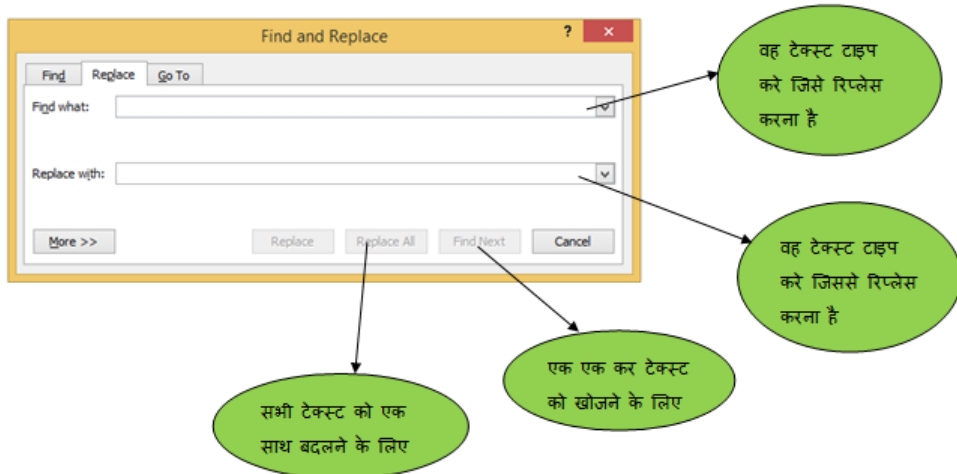 Find and Replace ?
Find Replace Go To
Find what:
Replace with:
More >> Replace Replace All Find Next Cancel
वह टेक्स्ट टाइप
करे जिसे रिप्लेस
करना है
वह टेक्स्ट टाइप
करे जिससे रिप्लेस
करना है
एक एक कर टेक्स्ट
को खोजने के लिए
सभी टेक्स्ट को एक
साथ बदलने के लिए